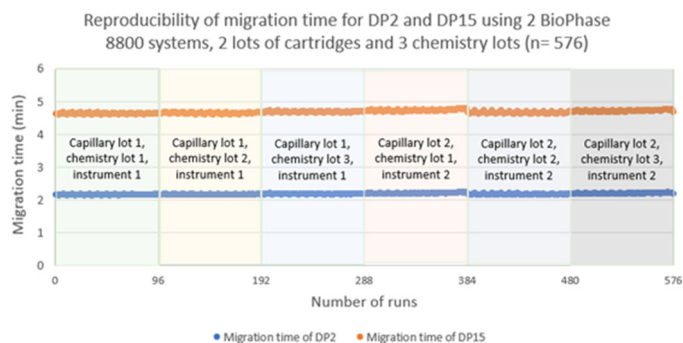 Reproducibility of migration time for DP2 and DP15 using 2 BioPhase
8800 systems, 2 lots of cartridges and 3 chemistry lots (n= 576)
Migration time (min)
6
5
4
3
2
1
0
Capillary lot 1,
chemistry lot 1,
instrument 1
Capillary lot 1,
chemistry lot 2,
instrument 1
Capillary lot 1,
chemistry lot 3,
instrument 1
Capillary lot 2,
chemistry lot 1,
instrument 2
Capillary lot 2,
chemistry lot 2,
instrument 2
Capillary lot 2,
chemistry lot 3,
instrument 2
0 96 192 288 384 480 576
Number of runs
Migration time of DP2 Migration time of DP15